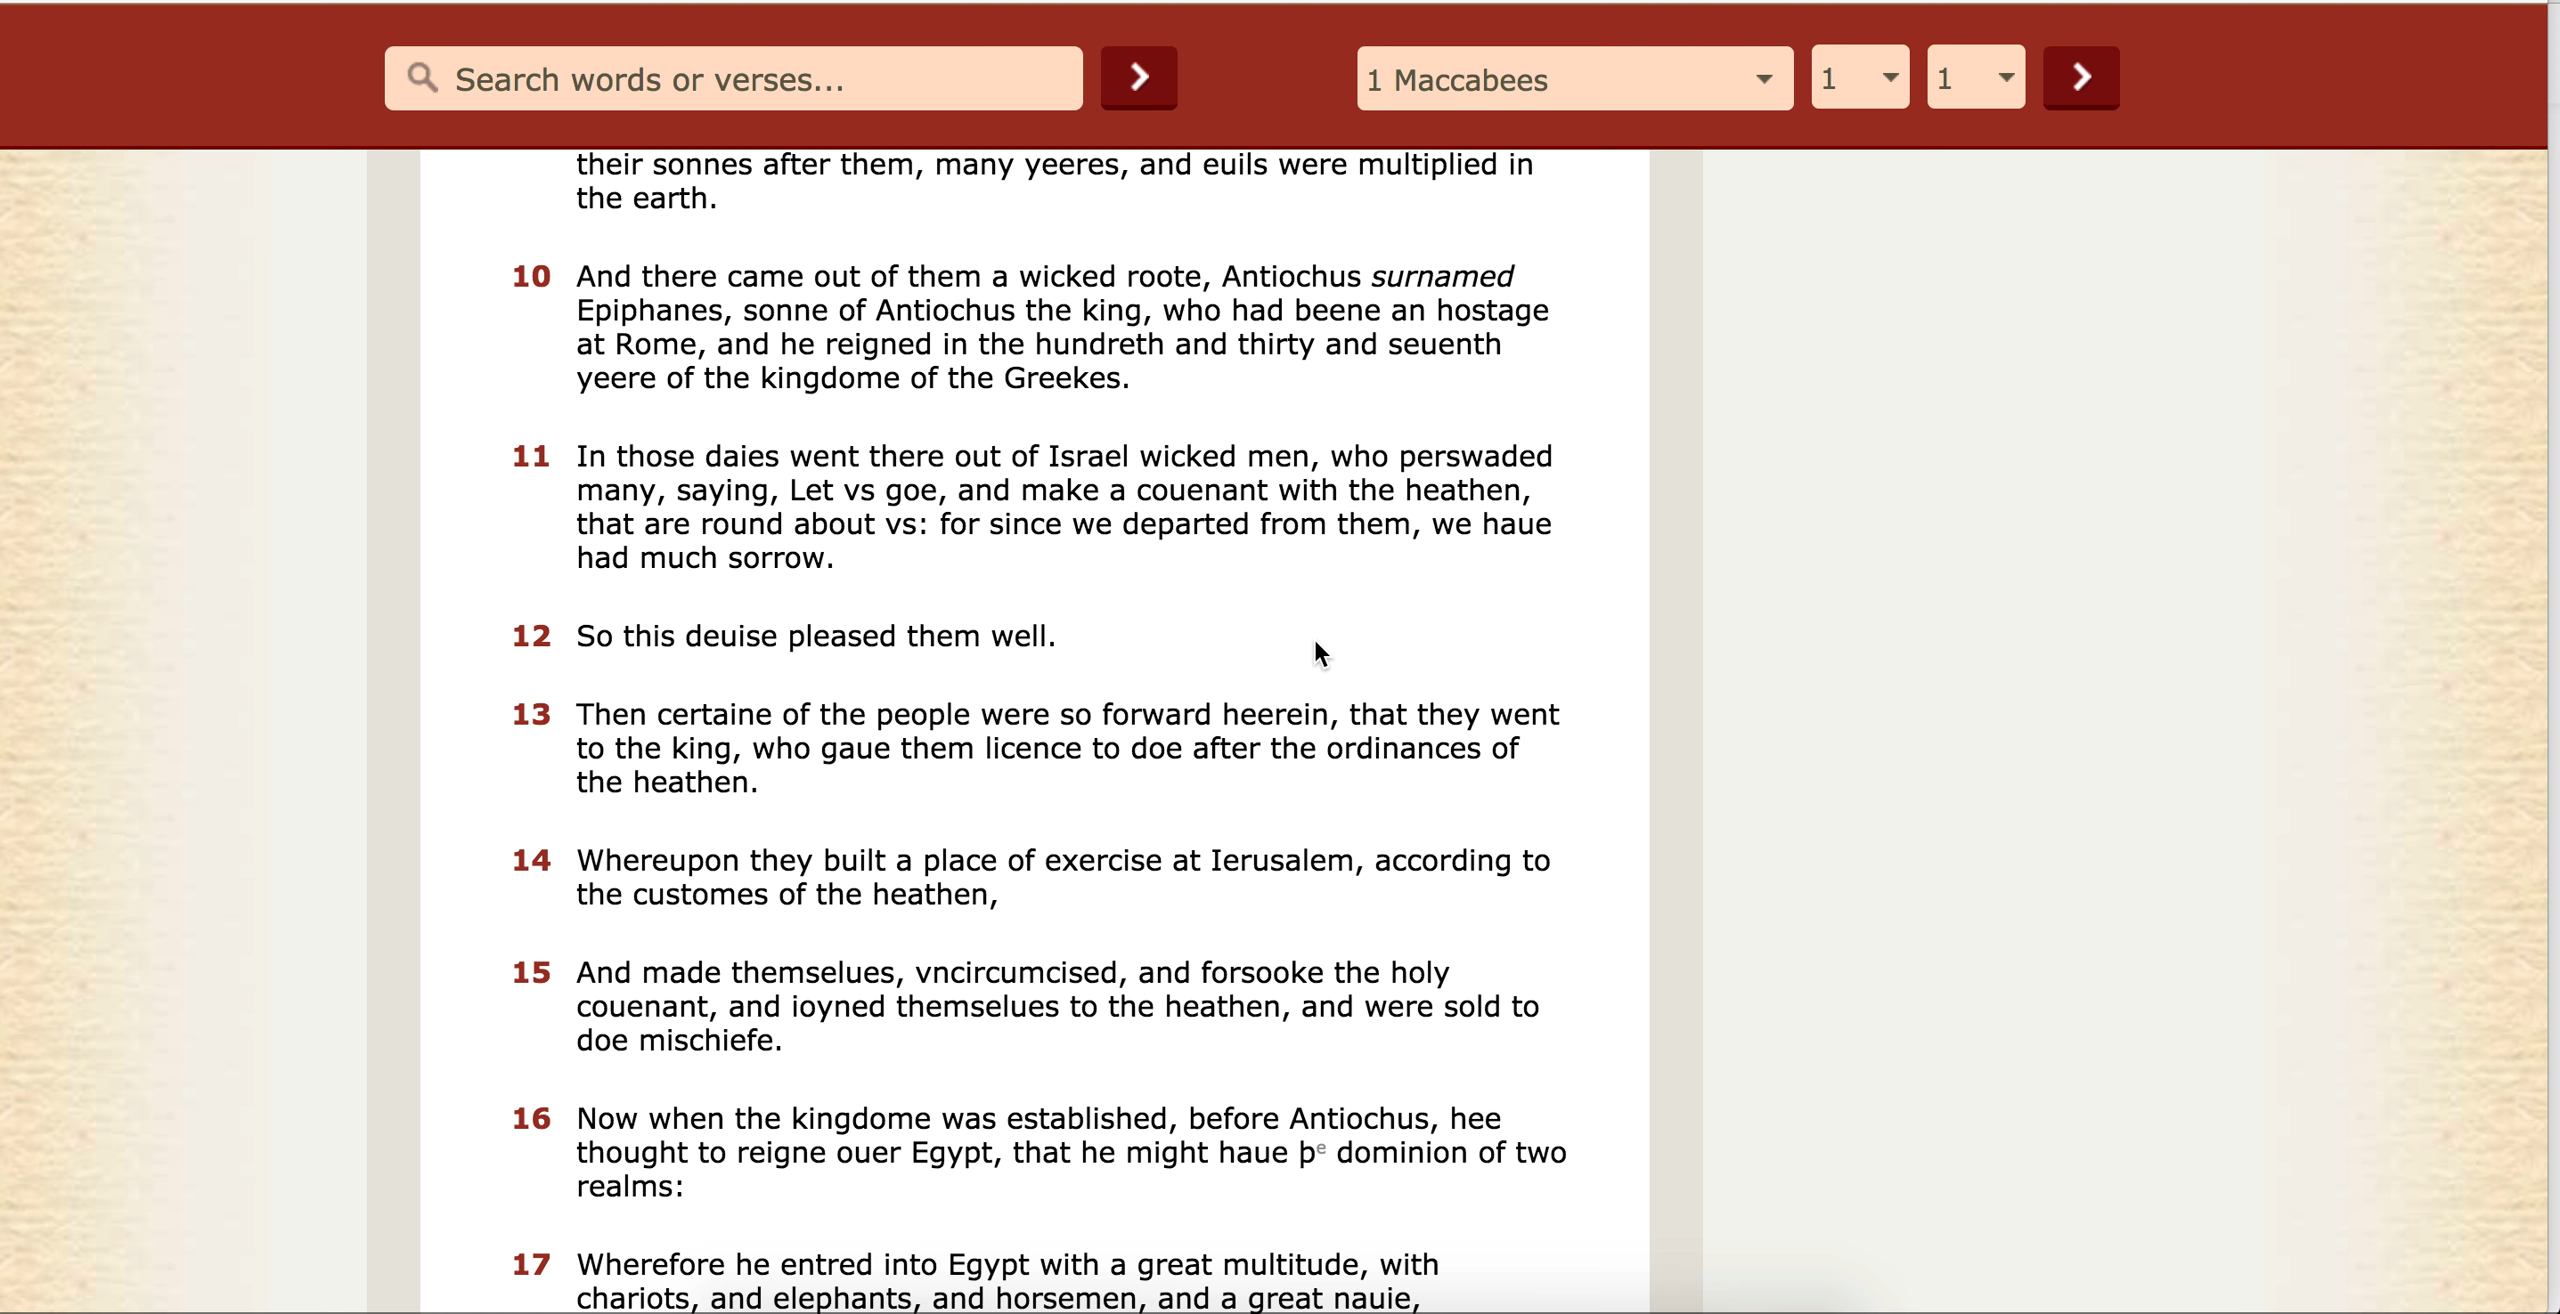 Search words or verses...
1 Maccabees
1
1
their sonnes after them, many yeeres, and euils were multiplied in
the earth.
10 And there came out of them a wicked roote, Antiochus surnamed
Epiphanes, sonne of Antiochus the king, who had beene an hostage
at Rome, and he reigned in the hundreth and thirty and seuenth
yeere of the kingdome of the Greekes.
11 In those daies went there out of Israel wicked men, who perswaded
many, saying, Let vs goe, and make a couenant with the heathen,
that are round about vs: for since we departed from them, we haue
had much sorrow.
12 So this deuise pleased them well.
13 Then certaine of the people were so forward heerein, that they went
to the king, who gaue them licence to doe after the ordinances of
the heathen.
14 Whereupon they built a place of exercise at Ierusalem, according to
the customes of the heathen,
15 And made themselues, vncircumcised, and forsooke the holy
couenant, and ioyned themselues to the heathen, and were sold to
doe mischiefe.
16 Now when the kingdome was established, before Antiochus, hee
thought to reigne ouer Egypt, that he might haue þᵉ dominion of two
realms:
17 Wherefore he entred into Egypt with a great multitude, with
chariots, and elephants, and horsemen, and a great nauie,